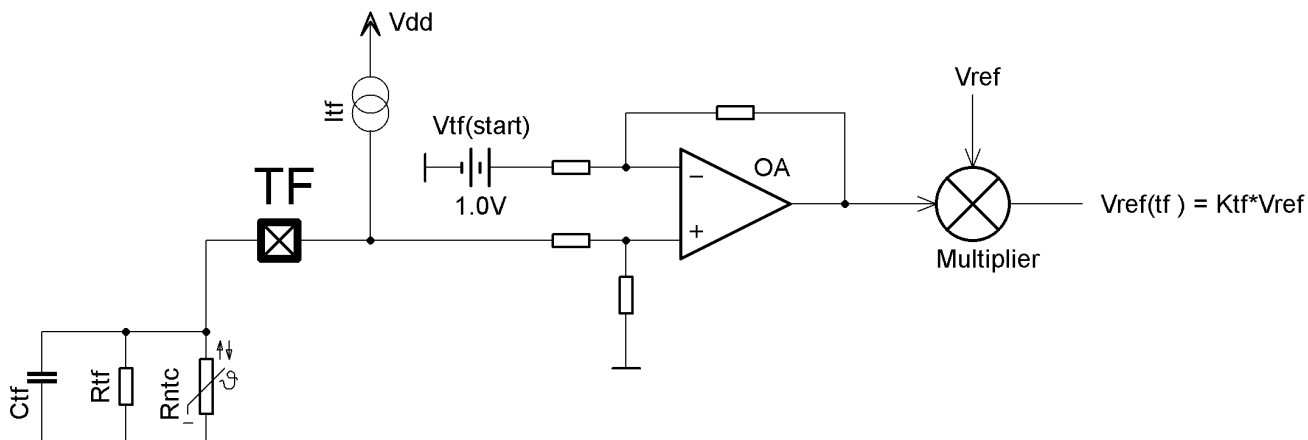 Vdd
Itf
Vref
Vtf(start)
1.0V
OA
−
+
TF
Vref(tf ) = Ktf*Vref
Multiplier
Ctf
Rtf
Rntc
ϑ
−